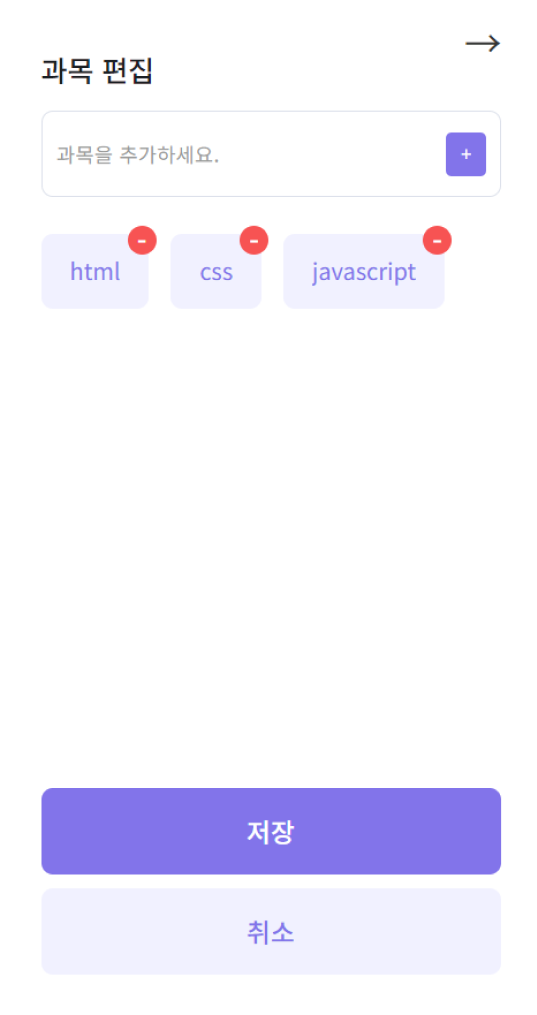 →
과목 편집
과목을 추가하세요.
+
- - -
html css javascript
저장
취소